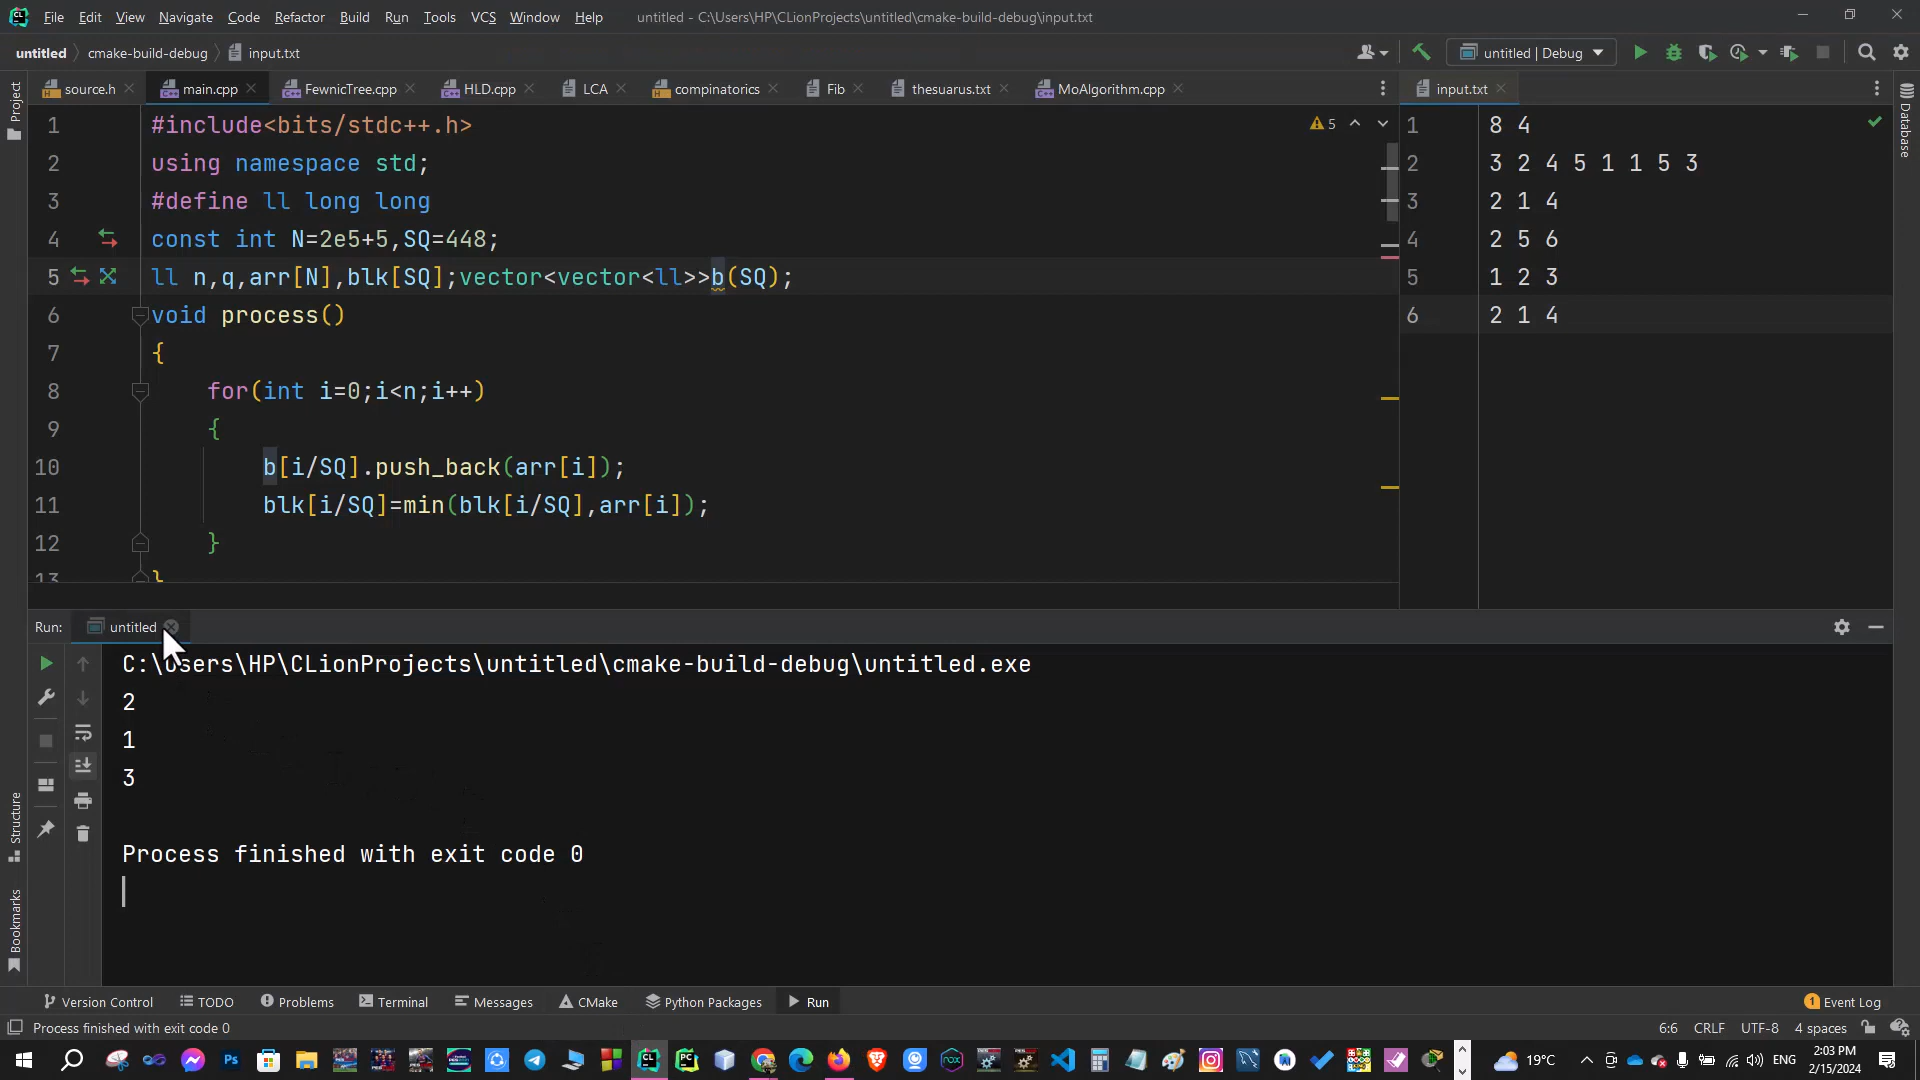 File Edit View Navigate Code Refactor Build Run Tools VCS Window Help untitled - C:\Users\HP\CLionProjects\untitled\cmake-build-debug\input.txt
untitled cmake-build-debug input.txt untitled | Debug
Project
source.h main.cpp FewnicTree.cpp HLD.cpp LCA compinatorics Fib thesuarus.txt MoAlgorithm.cpp input.txt
Database
1 #include<bits/stdc++.h> 5
2 using namespace std;
3 #define ll long long
4 const int N=2e5+5,SQ=448;
5 ll n,q,arr[N],blk[SQ];vector<vector<ll>>b(SQ);
6 void process()
7 {
8 for(int i=0;i<n;i++)
9 {
10 b[i/SQ].push_back(arr[i]);
11 blk[i/SQ]=min(blk[i/SQ],arr[i]);
12 }
13 }
1 8 4
2 3 2 4 5 1 1 5 3
3 2 1 4
4 2 5 6
5 1 2 3
6 2 1 4
Run: untitled
C:\Users\HP\CLionProjects\untitled\cmake-build-debug\untitled.exe
2
1
3
Process finished with exit code 0
Structure
Bookmarks
Version Control TODO Problems Terminal Messages CMake Python Packages Run 1 Event Log
Process finished with exit code 0 6:6 CRLF UTF-8 4 spaces
19°C ENG 2:03 PM
2/15/2024